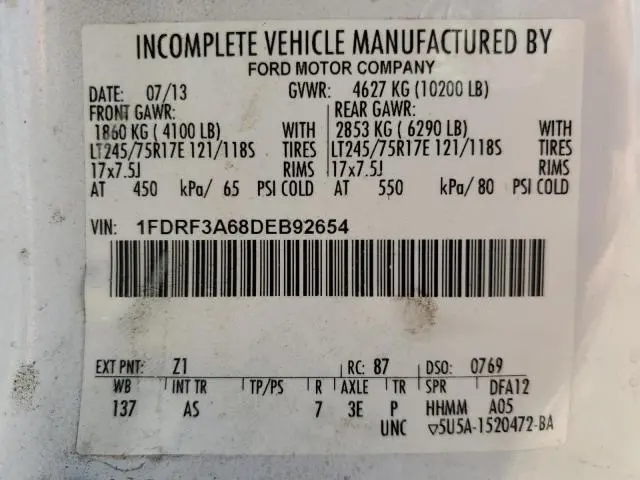 INCOMPLETE VEHICLE MANUFACTURED BY
FORD MOTOR COMPANY
DATE: 07/13 GVWR: 4627 KG (10200 LB)
FRONT GAWR: REAR GAWR:
1860 KG ( 4100 LB) WITH 2853 KG ( 6290 LB) WITH
LT245/75R17E 121/118S TIRES LT245/75R17E 121/118S TIRES
17x7.5J RIMS 17x7.5J RIMS
AT 450 kPa/ 65 PSI COLD AT 550 kPa/ 80 PSI COLD
VIN: 1FDRF3A68DEB92654
EXT PNT: Z1 RC: 87 DSO: 0769
WB INT TR TP/PS R AXLE TR SPR DFA12
137 AS 7 3E P HHMM A05
UNC ▽5U5A-1520472-BA